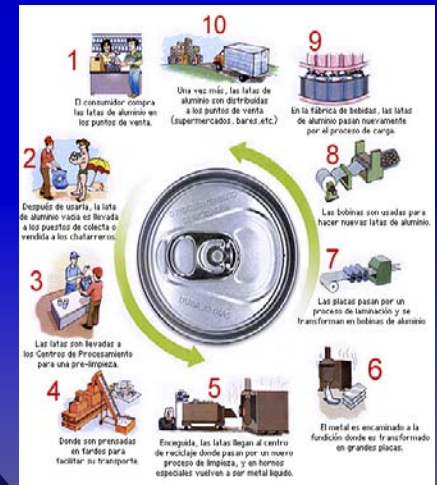 1
El consumidor compra
las latas de aluminio en
los puntos de venta.
2
Después de usarla, la lata
de aluminio vacia es llevada
a los puestos de colecta o
vendida a los chatarreros.
3
Las latas son llevadas a
los Centros de Procesamiento
para una pre-limpieza.
4
Donde son prensadas
en fardos para
facilitar su transporte.
5
Enceguida, las latas llegan al centro
de reciclaje donde pasan por un nuevo
proceso de limpieza, y en hornos
especiales vuelven a ser metal liquido.
6
El metal es encaminado a la
fundición donde es transformado
en grandes placas.
7
Las placas pasan por un
proceso de laminación y se
transforman en bobinas de aluminio
8
Las bobinas son usadas para
hacer nuevas latas de aluminio.
9
En la fábrica de bebidas, las latas
de aluminio pasan nuevamente
por el proceso de carga.
10
Una vez más, las latas de
aluminio son distribuidas
a los puntos de venta
(supermercados, bares,etc.)